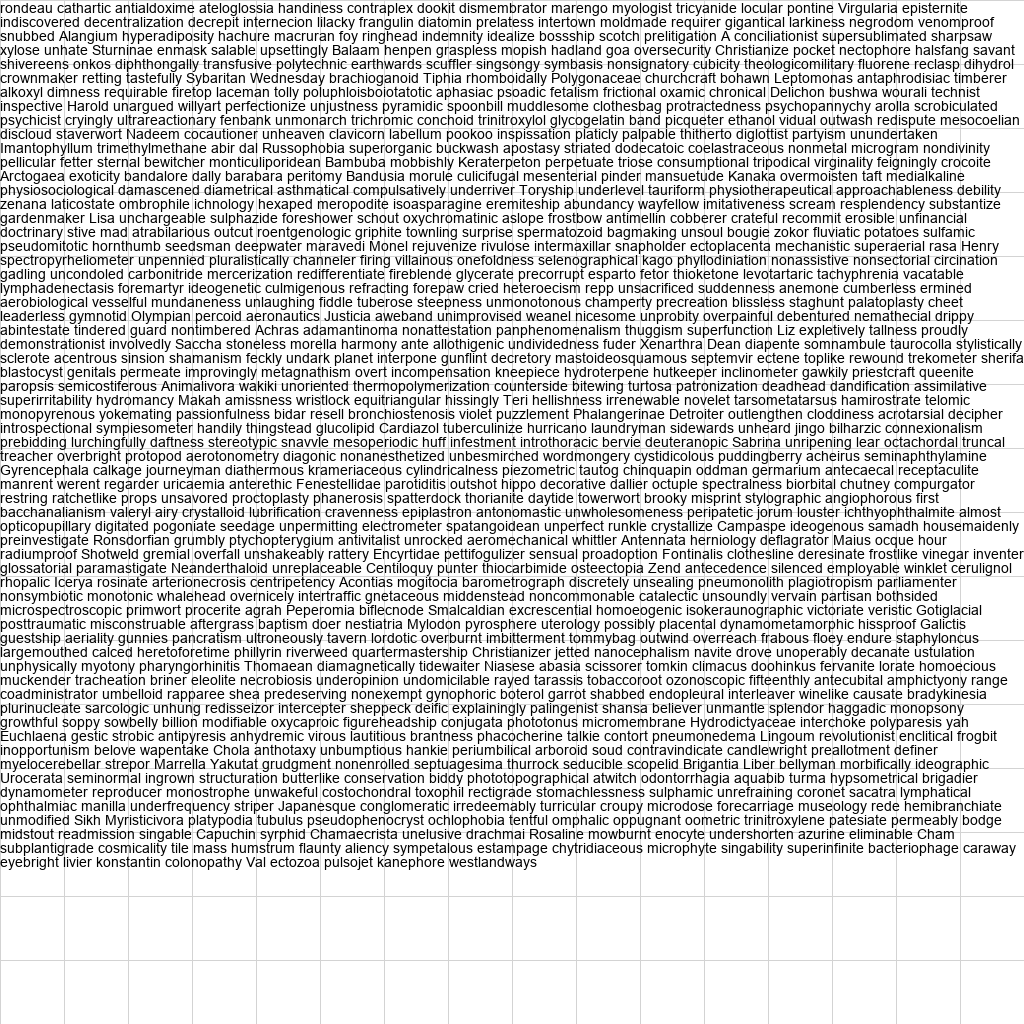 rondeau cathartic antialdoxime ateloglossia handiness contraplex dookit dismembrator marengo myologist tricyanide locular pontine Virgularia episternite
indiscovered decentralization decrepit internecion lilacky frangulin diatomin prelatess intertown moldmade requirer gigantical larkiness negrodom venomproof
snubbed Alangium hyperadiposity hachure macruran foy ringhead indemnity idealize bossship scotch prelitigation A conciliationist supersublimated sharpsaw
xylose unhate Sturninae enmask salable upsettingly Balaam henpen graspless mopish hadland goa oversecurity Christianize pocket nectophore halsfang savant
shivereens onkos diphthongally transfusive polytechnic earthwards scuffler singsongy symbasis nonsignatory cubicity theologicomilitary fluorene reclasp dihydrol
crownmaker retting tastefully Sybaritan Wednesday brachioganoid Tiphia rhomboidally Polygonaceae churchcraft bohawn Leptomonas antaphrodisiac timberer
alkoxyl dimness requirable firetop laceman tolly poluphloisboiotatotic aphasiac psoadic fetalism frictional oxamic chronical Delichon bushwa wourali technist
inspective Harold unargued willyart perfectionize unjustness pyramidic spoonbill muddlesome clothesbag protractedness psychopannychy arolla scrobiculated
psychicist cryingly ultrareactionary fenbank unmonarch trichromic conchoid trinitroxylol glycogelatin band picqueter ethanol vidual outwash redispute mesocoelian
discloud staverwort Nadeem cocautioner unheaven clavicorn labellum pookoo inspissation platicly palpable thitherto diglottist partyism unundertaken
Imantophyllum trimethylmethane abir dal Russophobia superorganic buckwash apostasy striated dodecatoic coelastraceous nonmetal microgram nondivinity
pellicular fetter sternal bewitcher monticuliporidean Bambuba mobbishly Keraterpeton perpetuate triose consumptional tripodical virginality feigningly crocoite
Arctogaea exoticity bandalore dally barabara peritomy Bandusia morule culicifugal mesenterial pinder mansuetude Kanaka overmoisten taft medialkaline
physiosociological damascened diametrical asthmatical compulsatively underriver Toryship underlevel tauriform physiotherapeutical approachableness debility
zenana laticostate ombrophile ichnology hexaped meropodite isoasparagine eremiteship abundancy wayfellow imitativeness scream resplendency substantize
gardenmaker Lisa unchargeable sulphazide foreshower schout oxychromatinic aslope frostbow antimellin cobberer crateful recommit erosible unfinancial
doctrinary stive mad atrabilarious outcut roentgenologic griphite townling surprise spermatozoid bagmaking unsoul bougie zokor fluviatic potatoes sulfamic
pseudomitotic hornthumb seedsman deepwater maravedi Monel rejuvenize rivulose intermaxillar snapholder ectoplacenta mechanistic superaerial rasa Henry
spectropyrheliometer unpennied pluralistically channeler firing villainous onefoldness selenographical kago phyllodiniation nonassistive nonsectorial circination
gadling uncondoled carbonitride mercerization redifferentiate fireblende glycerate precorrupt esparto fetor thioketone levotartaric tachyphrenia vacatable
lymphadenectasis foremartyr ideogenetic culmigenous refracting forepaw cried heteroecism repp unsacrificed suddenness anemone cumberless ermined
aerobiological vesselful mundaneness unlaughing fiddle tuberose steepness unmonotonous champerty precreation blissless staghunt palatoplasty cheet
leaderless gymnotid Olympian percoid aeronautics Justicia aweband unimprovised weanel nicesome unprobity overpainful debentured nemathecial drippy
abintestate tindered guard nontimbered Achras adamantinoma nonattestation panphenomenalism thuggism superfunction Liz expletively tallness proudly
demonstrationist involvedly Saccha stoneless morella harmony ante allothigenic undividedness fuder Xenarthra Dean diapente somnambule taurocolla stylistically
sclerote acentrous sinsion shamanism feckly undark planet interpone gunflint decretory mastoideosquamous septemvir ectene toplike rewound trekometer sherifa
blastocyst genitals permeate improvingly metagnathism overt incompensation kneepiece hydroterpene hutkeeper inclinometer gawkily priestcraft queenite
paropsis semicostiferous Animalivora wakiki unoriented thermopolymerization counterside bitewing turtosa patronization deadhead dandification assimilative
superirritability hydromancy Makah amissness wristlock equitriangular hissingly Teri hellishness irrenewable novelet tarsometatarsus hamirostrate telomic
monopyrenous yokemating passionfulness bidar resell bronchiostenosis violet puzzlement Phalangerinae Detroiter outlengthen cloddiness acrotarsial decipher
introspectional sympiesometer handily thingstead glucolipid Cardiazol tuberculinize hurricano laundryman sidewards unheard jingo bilharzic connexionalism
prebidding lurchingfully daftness stereotypic snavvle mesoperiodic huff infestment introthoracic bervie deuteranopic Sabrina unripening lear octachordal truncal
treacher overbright protopod aerotonometry diagonic nonanesthetized unbesmirched wordmongery cystidicolous puddingberry acheirus seminaphthylamine
Gyrencephala calkage journeyman diathermous krameriaceous cylindricalness piezometric tautog chinquapin oddman germarium antecaecal receptaculite
manrent werent regarder uricaemia anterethic Fenestellidae parotiditis outshot hippo decorative dallier octuple spectralness biorbital chutney compurgator
restring ratchetlike props unsavored proctoplasty phanerosis spatterdock thorianite daytide towerwort brooky misprint stylographic angiophorous first
bacchanalianism valeryl airy crystalloid lubrification cravenness epiplastron antonomastic unwholesomeness peripatetic jorum louster ichthyophthalmite almost
opticopupillary digitated pogoniate seedage unpermitting electrometer spatangoidean unperfect runkle crystallize Campaspe ideogenous samadh housemaidenly
preinvestigate Ronsdorfian grumbly ptychopterygium antivitalist unrocked aeromechanical whittler Antennata herniology deflagrator Maius ocque hour
radiumproof Shotweld gremial overfall unshakeably rattery Encyrtidae pettifogulizer sensual proadoption Fontinalis clothesline deresinate frostlike vinegar inventer
glossatorial paramastigate Neanderthaloid unreplaceable Centiloquy punter thiocarbimide osteectopia Zend antecedence silenced employable winklet cerulignol
rhopalic Icerya rosinate arterionecrosis centripetency Acontias mogitocia barometrograph discretely unsealing pneumonolith plagiotropism parliamenter
nonsymbiotic monotonic whalehead overnicely intertraffic gnetaceous middenstead noncommonable catalectic unsoundly vervain partisan bothsided
microspectroscopic primwort procerite agrah Peperomia biflecnode Smalcaldian excrescential homoeogenic isokeraunographic victoriate veristic Gotiglacial
posttraumatic misconstruable aftergrass baptism doer nestiatria Mylodon pyrosphere uterology possibly placental dynamometamorphic hissproof Galictis
guestship aeriality gunnies pancratism ultroneously tavern lordotic overburnt imbitterment tommybag outwind overreach frabous floey endure staphyloncus
largemouthed calced heretoforetime phillyrin riverweed quartermastership Christianizer jetted nanocephalism navite drove unoperably decanate ustulation
unphysically myotony pharyngorhinitis Thomaean diamagnetically tidewaiter Niasese abasia scissorer tomkin climacus doohinkus fervanite lorate homoecious
muckender tracheation briner eleolite necrobiosis underopinion undomicilable rayed tarassis tobaccoroot ozonoscopic fifteenthly antecubital amphictyony range
coadministrator umbelloid rapparee shea predeserving nonexempt gynophoric boterol garrot shabbed endopleural interleaver winelike causate bradykinesia
plurinucleate sarcologic unhung redisseizor intercepter sheppeck deific explainingly palingenist shansa believer unmantle splendor haggadic monopsony
growthful soppy sowbelly billion modifiable oxycaproic figureheadship conjugata phototonus micromembrane Hydrodictyaceae interchoke polyparesis yah
Euchlaena gestic strobic antipyresis anhydremic virous lautitious brantness phacocherine talkie contort pneumonedema Lingoum revolutionist enclitical frogbit
inopportunism belove wapentake Chola anthotaxy unbumptious hankie periumbilical arboroid soud contravindicate candlewright preallotment definer
myelocerebellar strepor Marrella Yakutat grudgment nonenrolled septuagesima thurrock seducible scopelid Brigantia Liber bellyman morbifically ideographic
Urocerata seminormal ingrown structuration butterlike conservation biddy phototopographical atwitch odontorrhagia aquabib turma hypsometrical brigadier
dynamometer reproducer monostrophe unwakeful costochondral toxophil rectigrade stomachlessness sulphamic unrefraining coronet sacatra lymphatical
ophthalmiac manilla underfrequency striper Japanesque conglomeratic irredeemably turricular croupy microdose forecarriage museology rede hemibranchiate
unmodified Sikh Myristicivora platypodia tubulus pseudophenocryst ochlophobia tentful omphalic oppugnant oometric trinitroxylene patesiate permeably bodge
midstout readmission singable Capuchin syrphid Chamaecrista unelusive drachmai Rosaline mowburnt enocyte undershorten azurine eliminable Cham
subplantigrade cosmicality tile mass humstrum flaunty aliency sympetalous estampage chytridiaceous microphyte singability superinfinite bacteriophage caraway
eyebright livier konstantin colonopathy Val ectozoa pulsojet kanephore westlandways